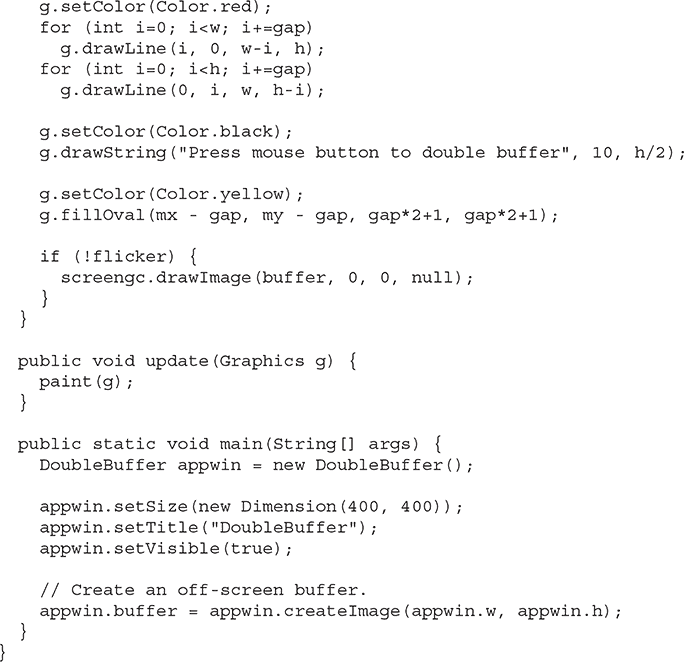 g.setColor(Color.red);
    for (int i=0; i<w; i+=gap)
      g.drawLine(i, 0, w-i, h);
    for (int i=0; i<h; i+=gap)
      g.drawLine(0, i, w, h-i);

    g.setColor(Color.black);
    g.drawString("Press mouse button to double buffer", 10, h/2);

    g.setColor(Color.yellow);
    g.fillOval(mx - gap, my - gap, gap*2+1, gap*2+1);

    if (!flicker) {
      screengc.drawImage(buffer, 0, 0, null);
    }
  }

  public void update(Graphics g) {
    paint(g);
  }

  public static void main(String[] args) {
    DoubleBuffer appwin = new DoubleBuffer();

    appwin.setSize(new Dimension(400, 400));
    appwin.setTitle("DoubleBuffer");
    appwin.setVisible(true);

    // Create an off-screen buffer.
    appwin.buffer = appwin.createImage(appwin.w, appwin.h);
  }
}